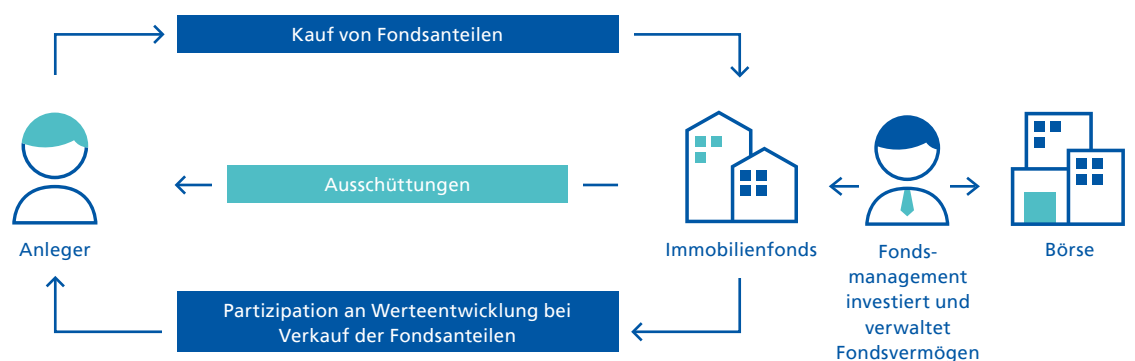 Kauf von Fondsanteilen
Ausschüttungen
Anleger
Immobilienfonds
Fonds-
management
investiert und
verwaltet
Fondsvermögen
Börse
Partizipation an Werteentwicklung bei
Verkauf der Fondsanteilen